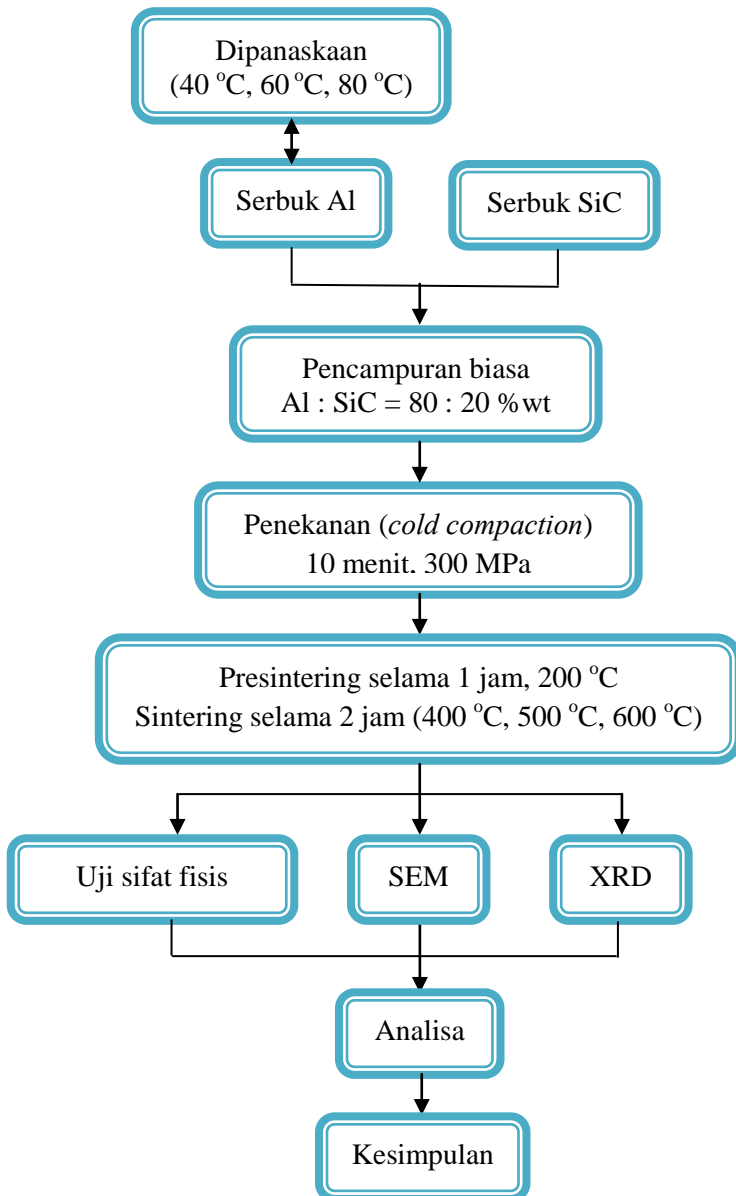 Dipanaskaan
(40 °C, 60 °C, 80 °C)
Serbuk Al
Serbuk SiC
Pencampuran biasa
Al : SiC = 80 : 20 %wt
Penekanan (cold compaction)
10 menit, 300 MPa
Presintering selama 1 jam, 200 °C
Sintering selama 2 jam (400 °C, 500 °C, 600 °C)
Uji sifat fisis
SEM
XRD
Analisa
Kesimpulan